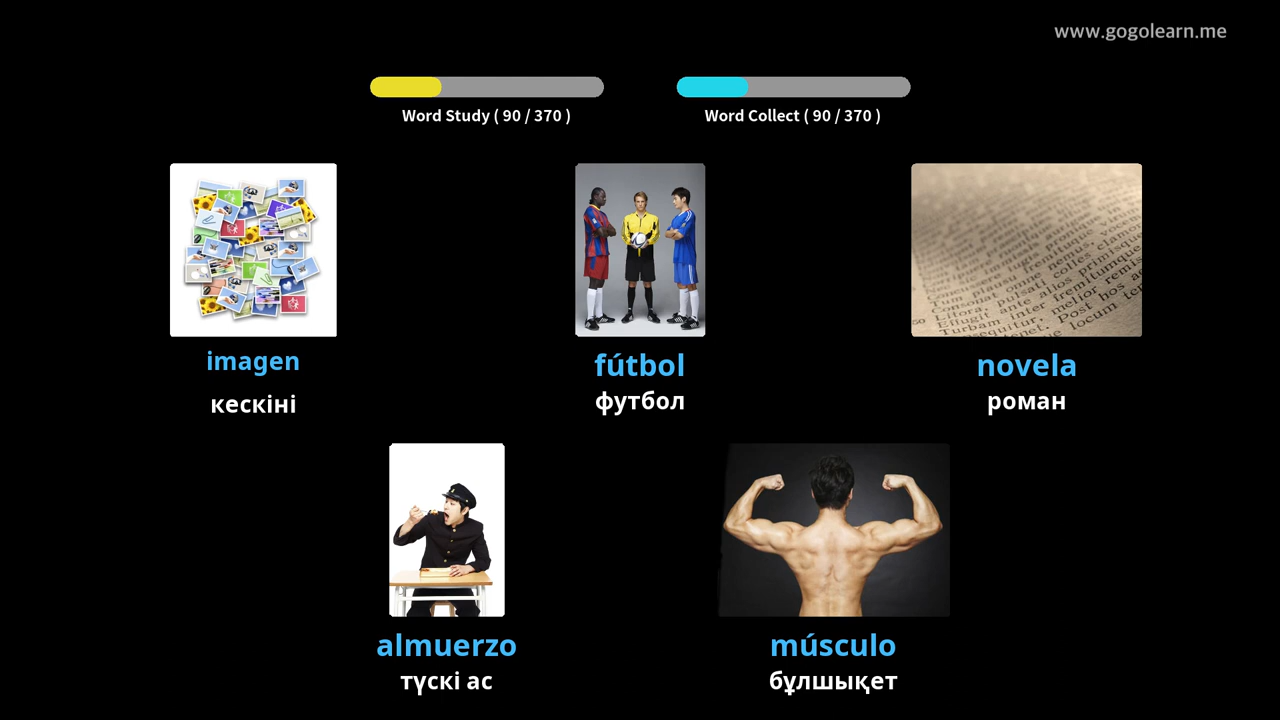 www.gogolearn.me
Word Study ( 90 / 370 )
Word Collect ( 90 / 370 )
imagen
кескіні
fútbol
футбол
novela
роман
almuerzo
түскі ас
músculo
бұлшықет